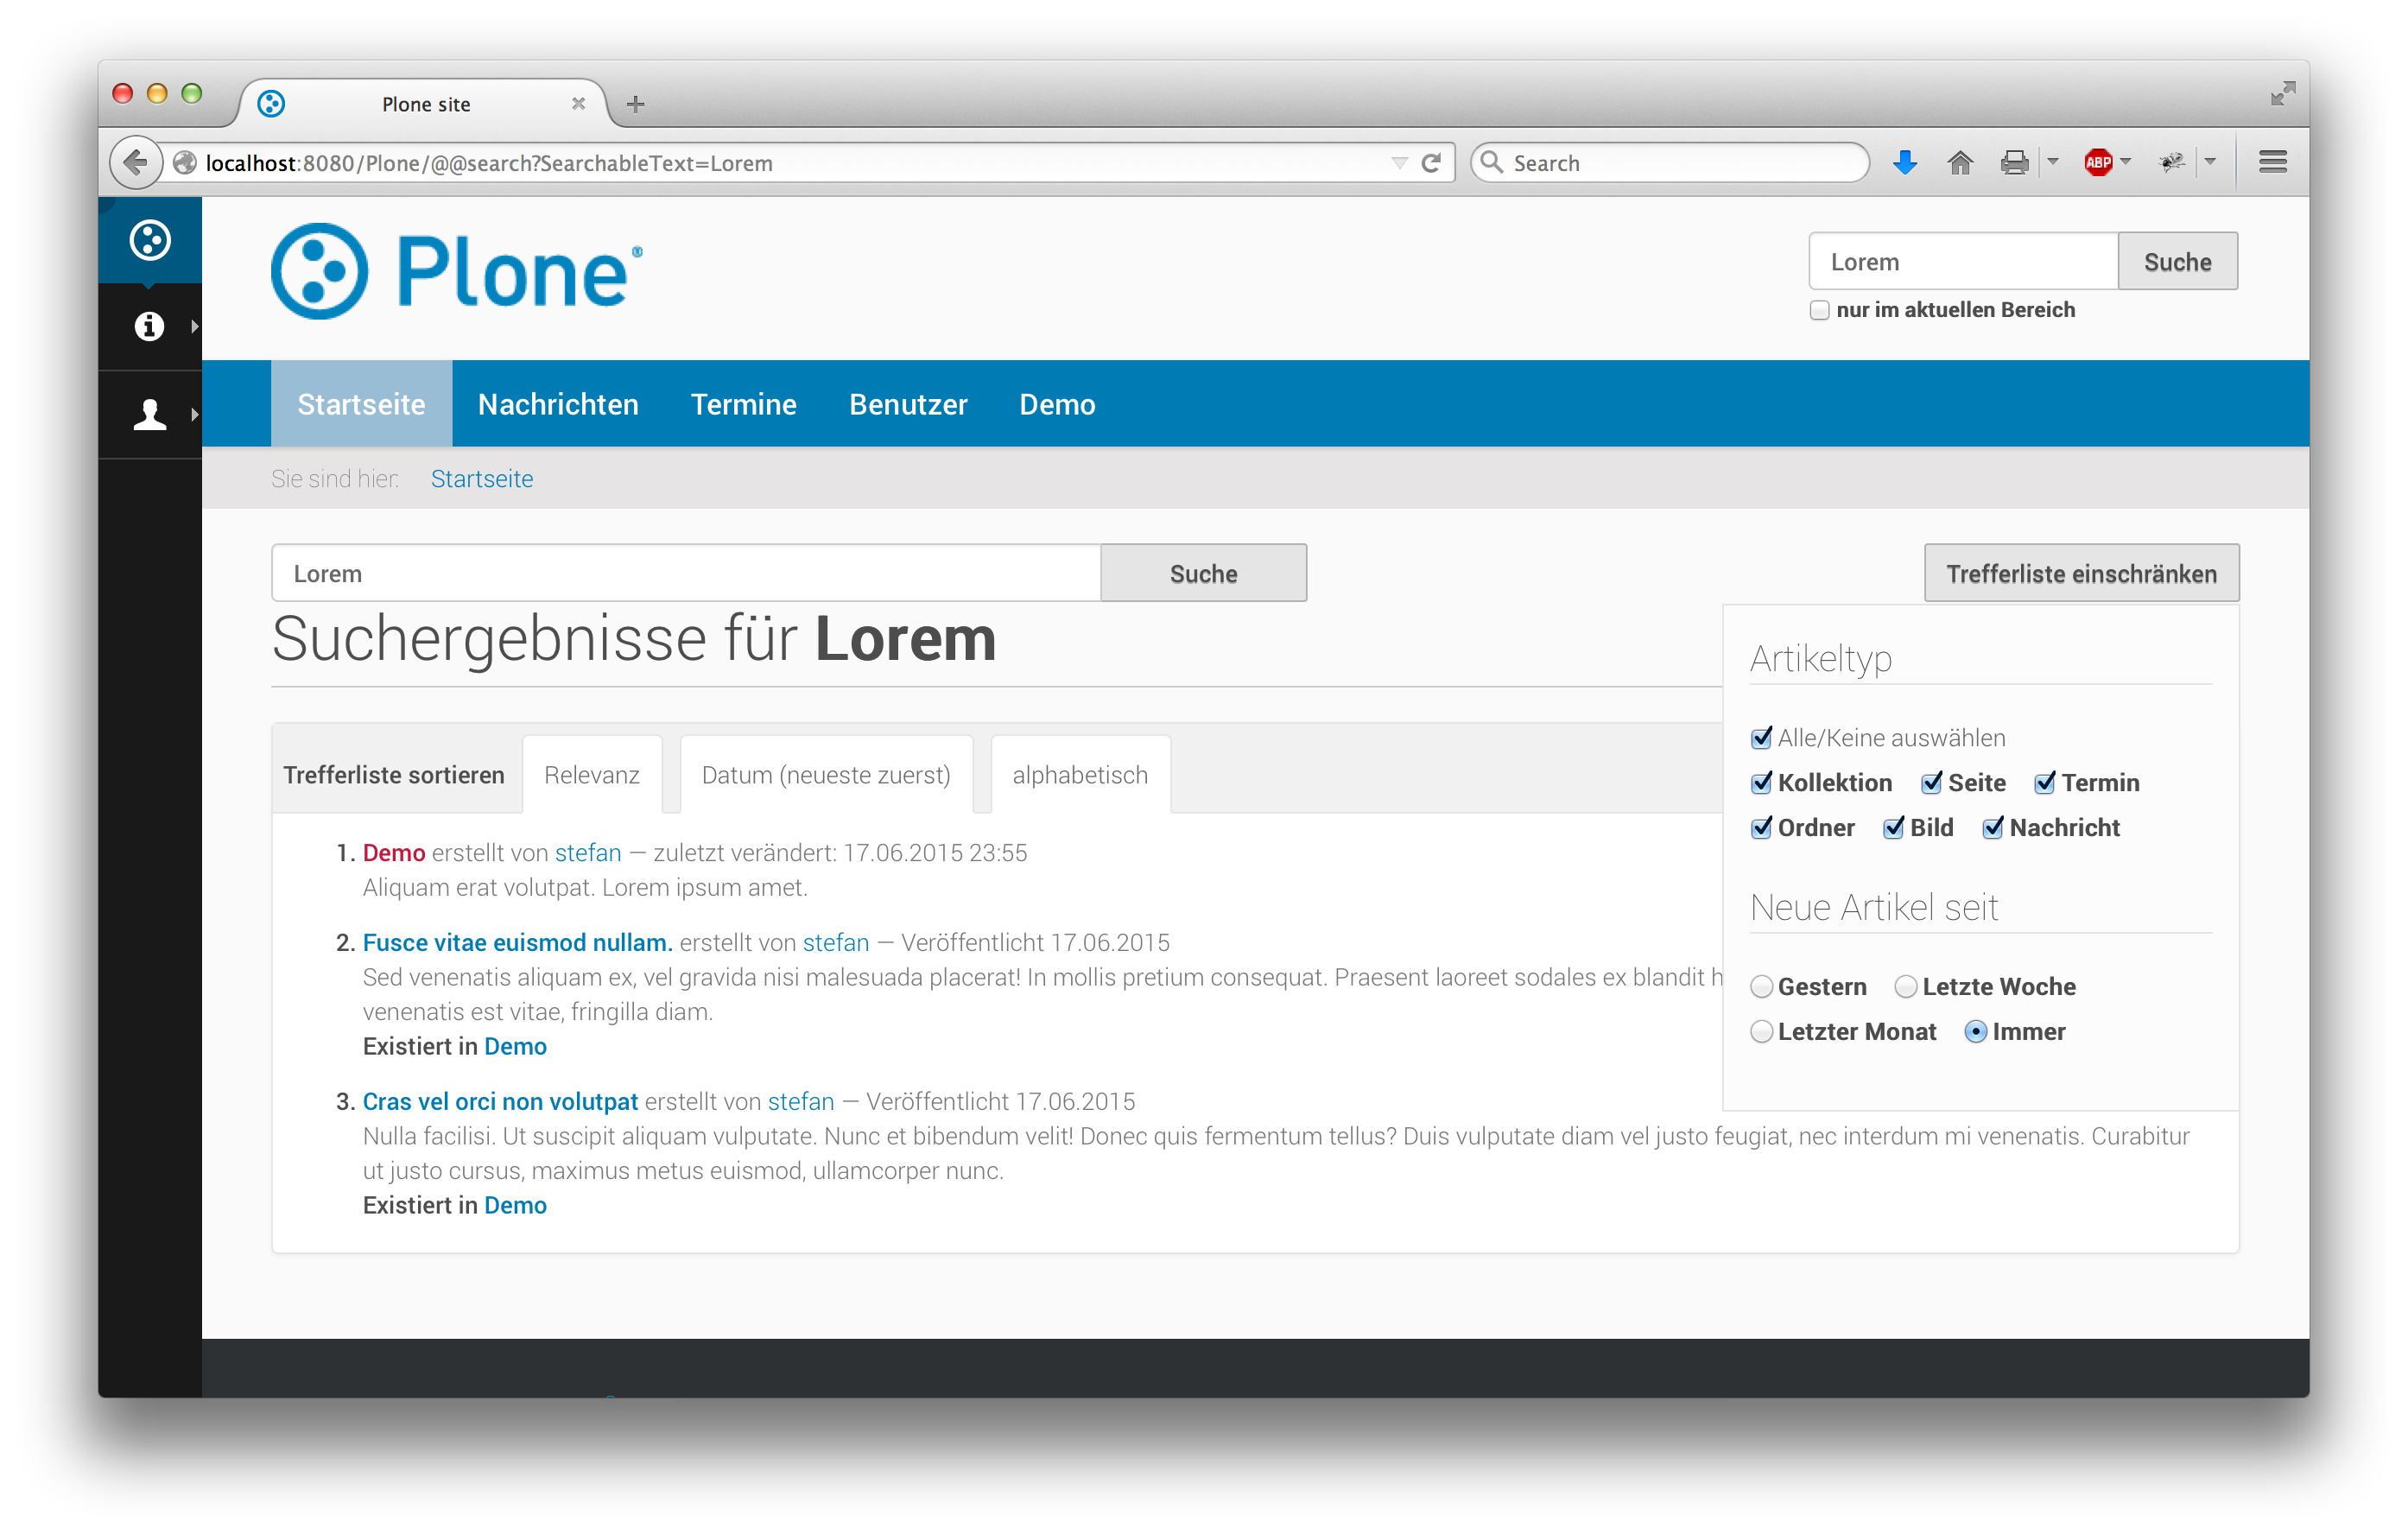 Plone site
localhost:8080/Plone/@@search?SearchableText=Lorem
Search
ABP
Plone
Lorem
Suche
nur im aktuellen Bereich
Startseite Nachrichten Termine Benutzer Demo
Sie sind hier: Startseite
Lorem
Suche
Trefferliste einschränken
Suchergebnisse für Lorem
Trefferliste sortieren Relevanz Datum (neueste zuerst) alphabetisch
1. Demo erstellt von stefan — zuletzt verändert: 17.06.2015 23:55
Aliquam erat volutpat. Lorem ipsum amet.
2. Fusce vitae euismod nullam. erstellt von stefan — Veröffentlicht 17.06.2015
Sed venenatis aliquam ex, vel gravida nisi malesuada placerat! In mollis pretium consequat. Praesent laoreet sodales ex blandit h
venenatis est vitae, fringilla diam.
Existiert in Demo
3. Cras vel orci non volutpat erstellt von stefan — Veröffentlicht 17.06.2015
Nulla facilisi. Ut suscipit aliquam vulputate. Nunc et bibendum velit! Donec quis fermentum tellus? Duis vulputate diam vel justo feugiat, nec interdum mi venenatis. Curabitur
ut justo cursus, maximus metus euismod, ullamcorper nunc.
Existiert in Demo
Artikeltyp
Alle/Keine auswählen
Kollektion Seite Termin
Ordner Bild Nachricht
Neue Artikel seit
Gestern Letzte Woche
Letzter Monat Immer